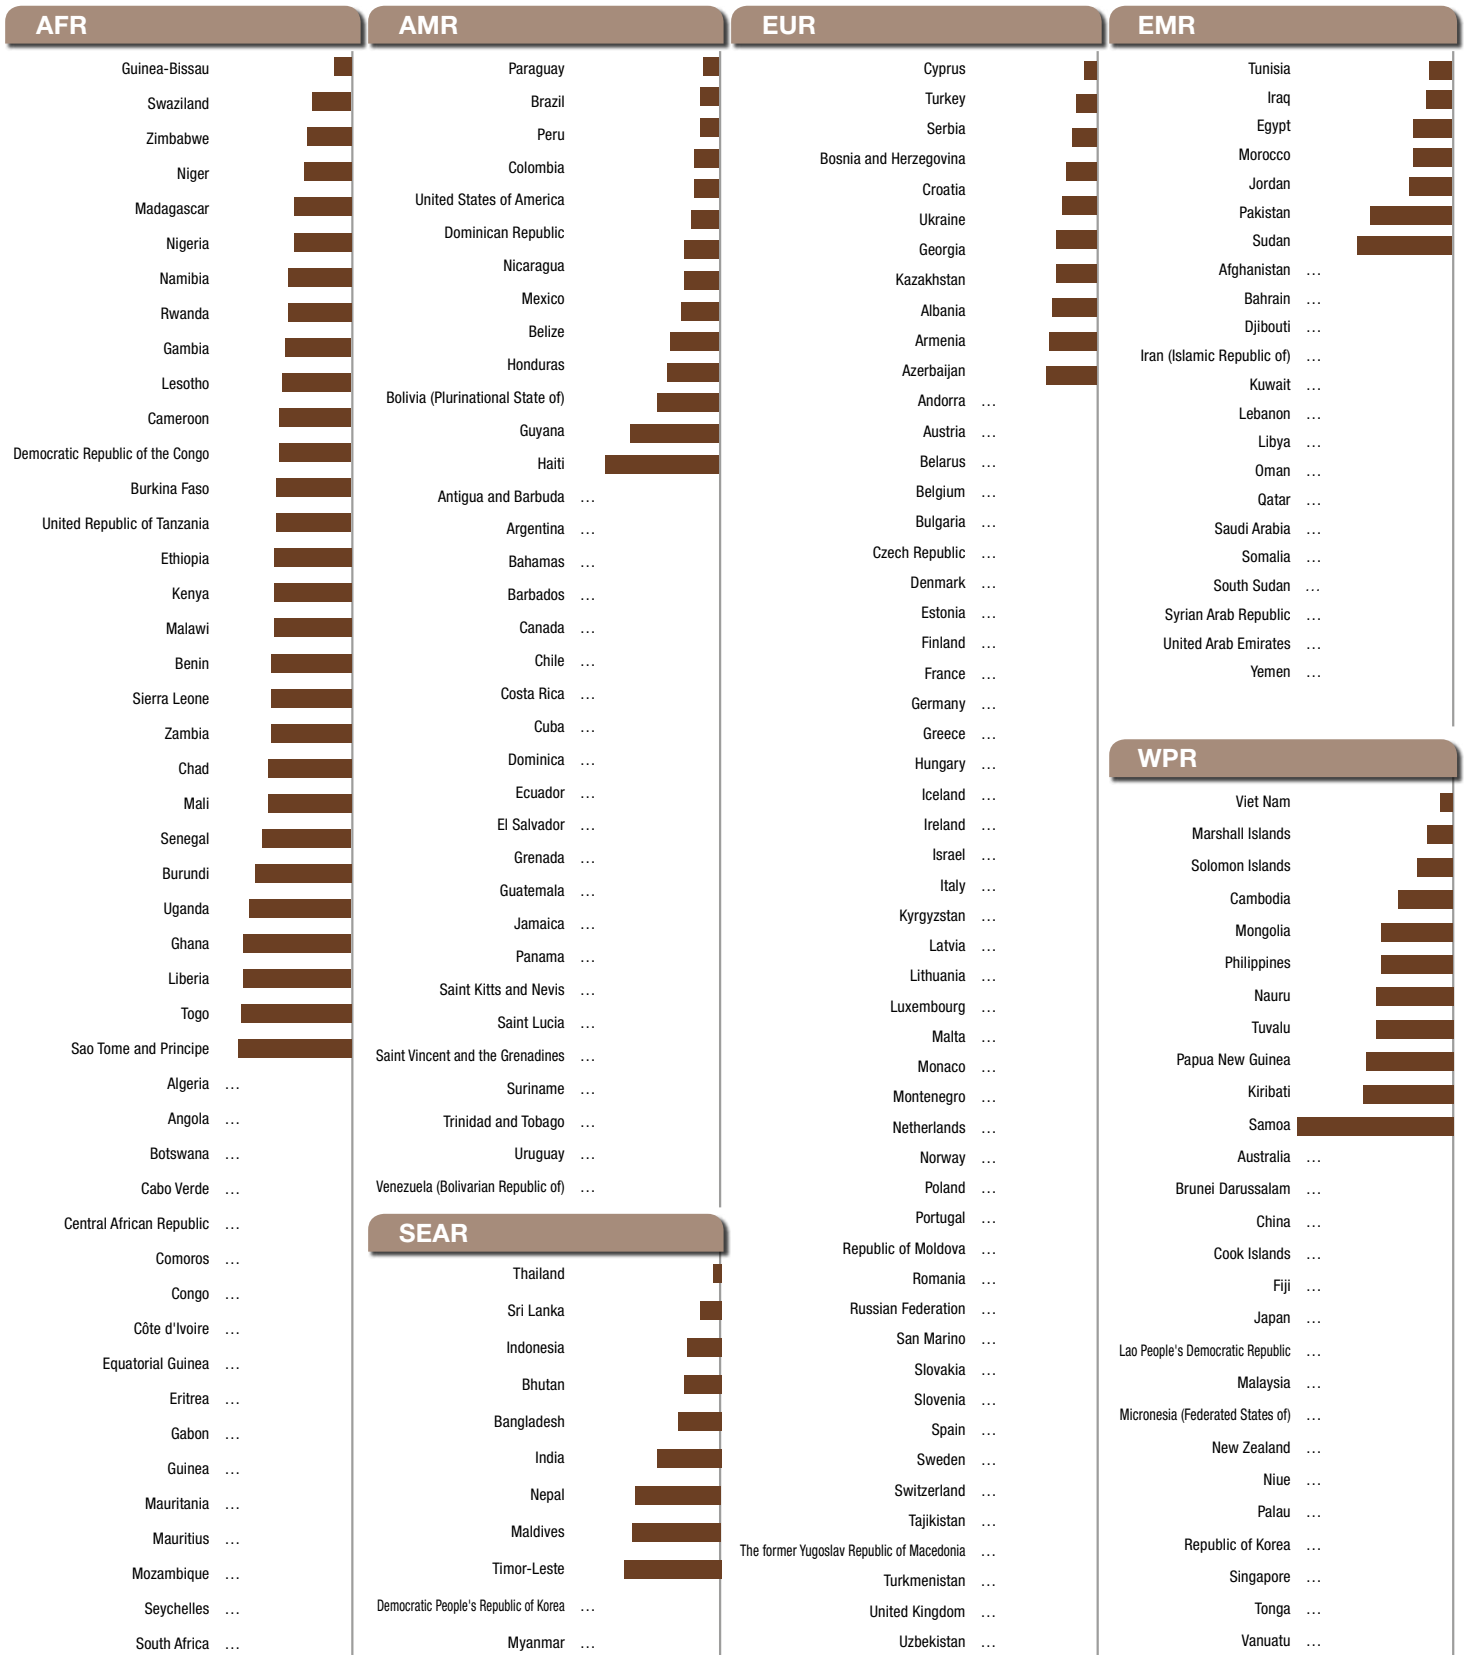 AFR
Guinea-Bissau
Swaziland
Zimbabwe
Niger
Madagascar
Nigeria
Namibia
Rwanda
Gambia
Lesotho
Cameroon
Democratic Republic of the Congo
Burkina Faso
United Republic of Tanzania
Ethiopia
Kenya
Malawi
Benin
Sierra Leone
Zambia
Chad
Mali
Senegal
Burundi
Uganda
Ghana
Liberia
Togo
Sao Tome and Principe
Algeria ...
Angola ...
Botswana ...
Cabo Verde ...
Central African Republic ...
Comoros ...
Congo ...
Côte d'Ivoire ...
Equatorial Guinea ...
Eritrea ...
Gabon ...
Guinea ...
Mauritania ...
Mauritius ...
Mozambique ...
Seychelles ...
South Africa ...
AMR
Paraguay
Brazil
Peru
Colombia
United States of America
Dominican Republic
Nicaragua
Mexico
Belize
Honduras
Bolivia (Plurinational State of)
Guyana
Haiti
Antigua and Barbuda ...
Argentina ...
Bahamas ...
Barbados ...
Canada ...
Chile ...
Costa Rica ...
Cuba ...
Dominica ...
Ecuador ...
El Salvador ...
Grenada ...
Guatemala ...
Jamaica ...
Panama ...
Saint Kitts and Nevis ...
Saint Lucia ...
Saint Vincent and the Grenadines ...
Suriname ...
Trinidad and Tobago ...
Uruguay ...
Venezuela (Bolivarian Republic of) ...
SEAR
Thailand
Sri Lanka
Indonesia
Bhutan
Bangladesh
India
Nepal
Maldives
Timor-Leste
Democratic People's Republic of Korea ...
Myanmar ...
EUR
Cyprus
Turkey
Serbia
Bosnia and Herzegovina
Croatia
Ukraine
Georgia
Kazakhstan
Albania
Armenia
Azerbaijan
Andorra ...
Austria ...
Belarus ...
Belgium ...
Bulgaria ...
Czech Republic ...
Denmark ...
Estonia ...
Finland ...
France ...
Germany ...
Greece ...
Hungary ...
Iceland ...
Ireland ...
Israel ...
Italy ...
Kyrgyzstan ...
Latvia ...
Lithuania ...
Luxembourg ...
Malta ...
Monaco ...
Montenegro ...
Netherlands ...
Norway ...
Poland ...
Portugal ...
Republic of Moldova ...
Romania ...
Russian Federation ...
San Marino ...
Slovakia ...
Slovenia ...
Spain ...
Sweden ...
Switzerland ...
Tajikistan ...
The former Yugoslav Republic of Macedonia ...
Turkmenistan ...
United Kingdom ...
Uzbekistan ...
EMR
Tunisia
Iraq
Egypt
Morocco
Jordan
Pakistan
Sudan
Afghanistan ...
Bahrain ...
Djibouti ...
Iran (Islamic Republic of) ...
Kuwait ...
Lebanon ...
Libya ...
Oman ...
Qatar ...
Saudi Arabia ...
Somalia ...
South Sudan ...
Syrian Arab Republic ...
United Arab Emirates ...
Yemen ...
WPR
Viet Nam
Marshall Islands
Solomon Islands
Cambodia
Mongolia
Philippines
Nauru
Tuvalu
Papua New Guinea
Kiribati
Samoa
Australia ...
Brunei Darussalam ...
China ...
Cook Islands ...
Fiji ...
Japan ...
Lao People's Democratic Republic ...
Malaysia ...
Micronesia (Federated States of) ...
New Zealand ...
Niue ...
Palau ...
Republic of Korea ...
Singapore ...
Tonga ...
Vanuatu ...